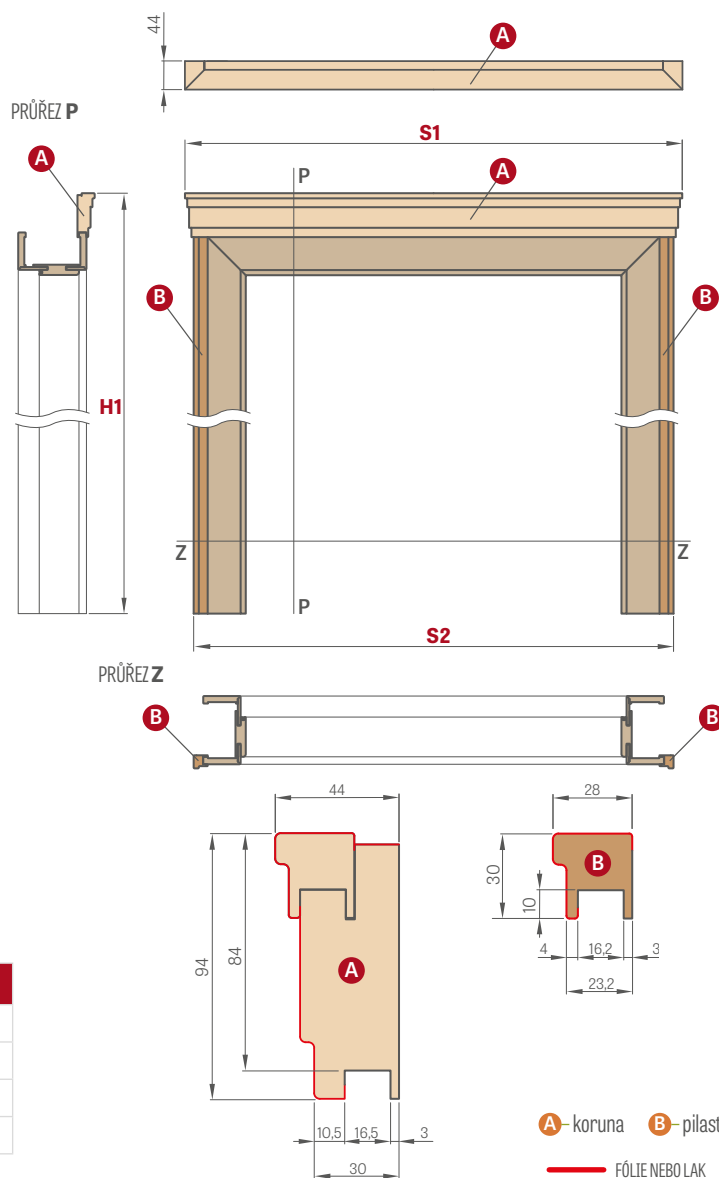 44
A
PRŮŘEZ P
S1
A
P
A
B
B
H1
Z
Z
P
S2
PRŮŘEZ Z
B
B
44
28
30
B
10
94
84
A
4
16,2
3
23,2
10,5
16,5
3
30
A koruna
B pilast
FÓLIE NEBO LAK